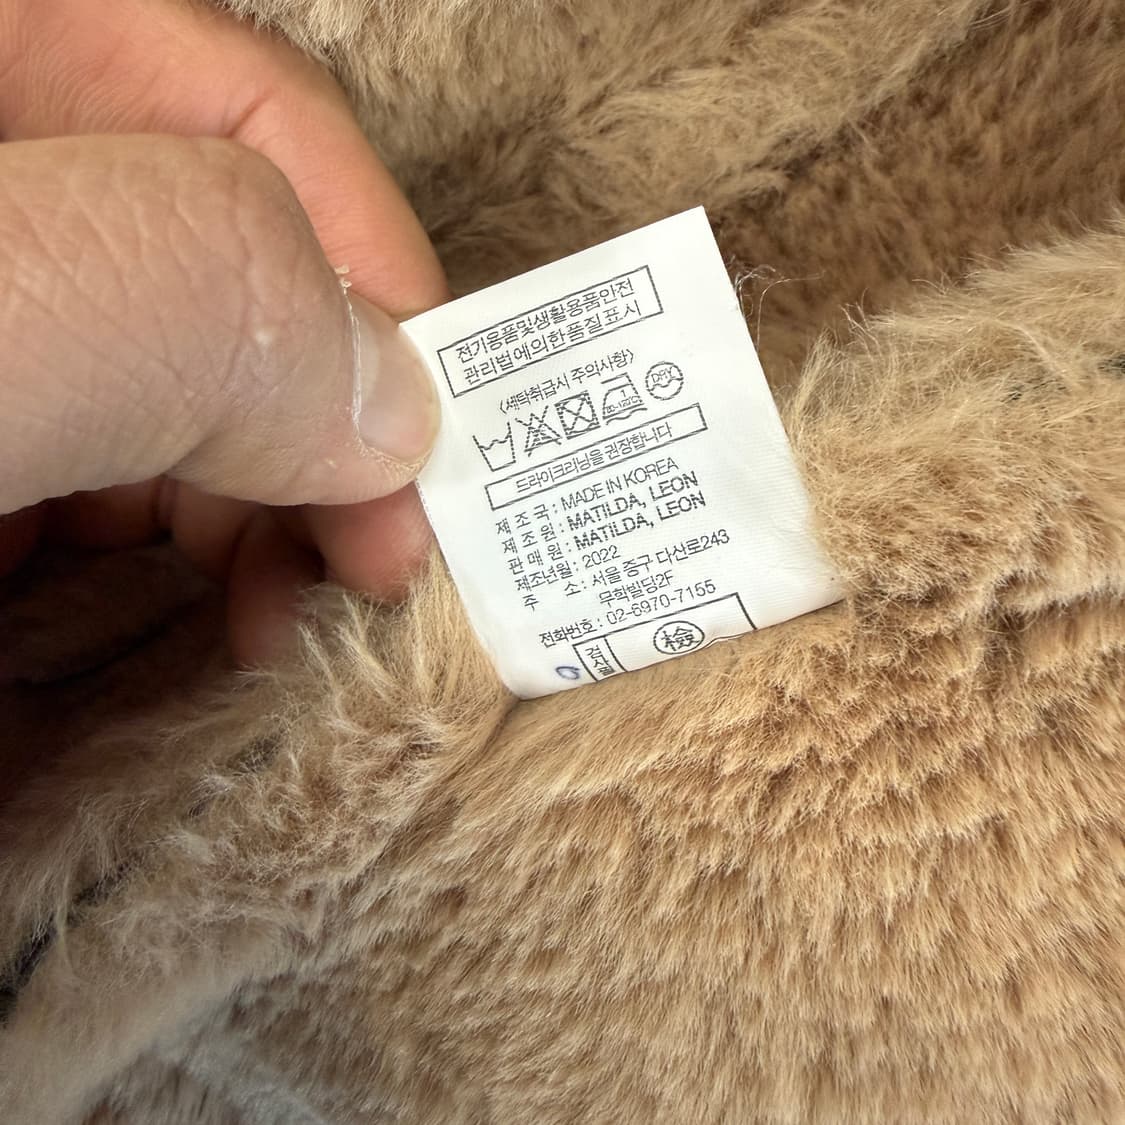 전기용품및생활용품안전
관리법에의한품질표시
〈세탁취급시 주의사항〉
DRY
드라이크리닝을 권장합니다
제 조 국 : MADE IN KOREA
제 조 원 : MATILDA, LEON
판 매 원 : MATILDA, LEON
제조년월 : 2022
주 소 : 서울 중구 다산로243
무학빌딩2F
전화번호 : 02-6970-7155
檢